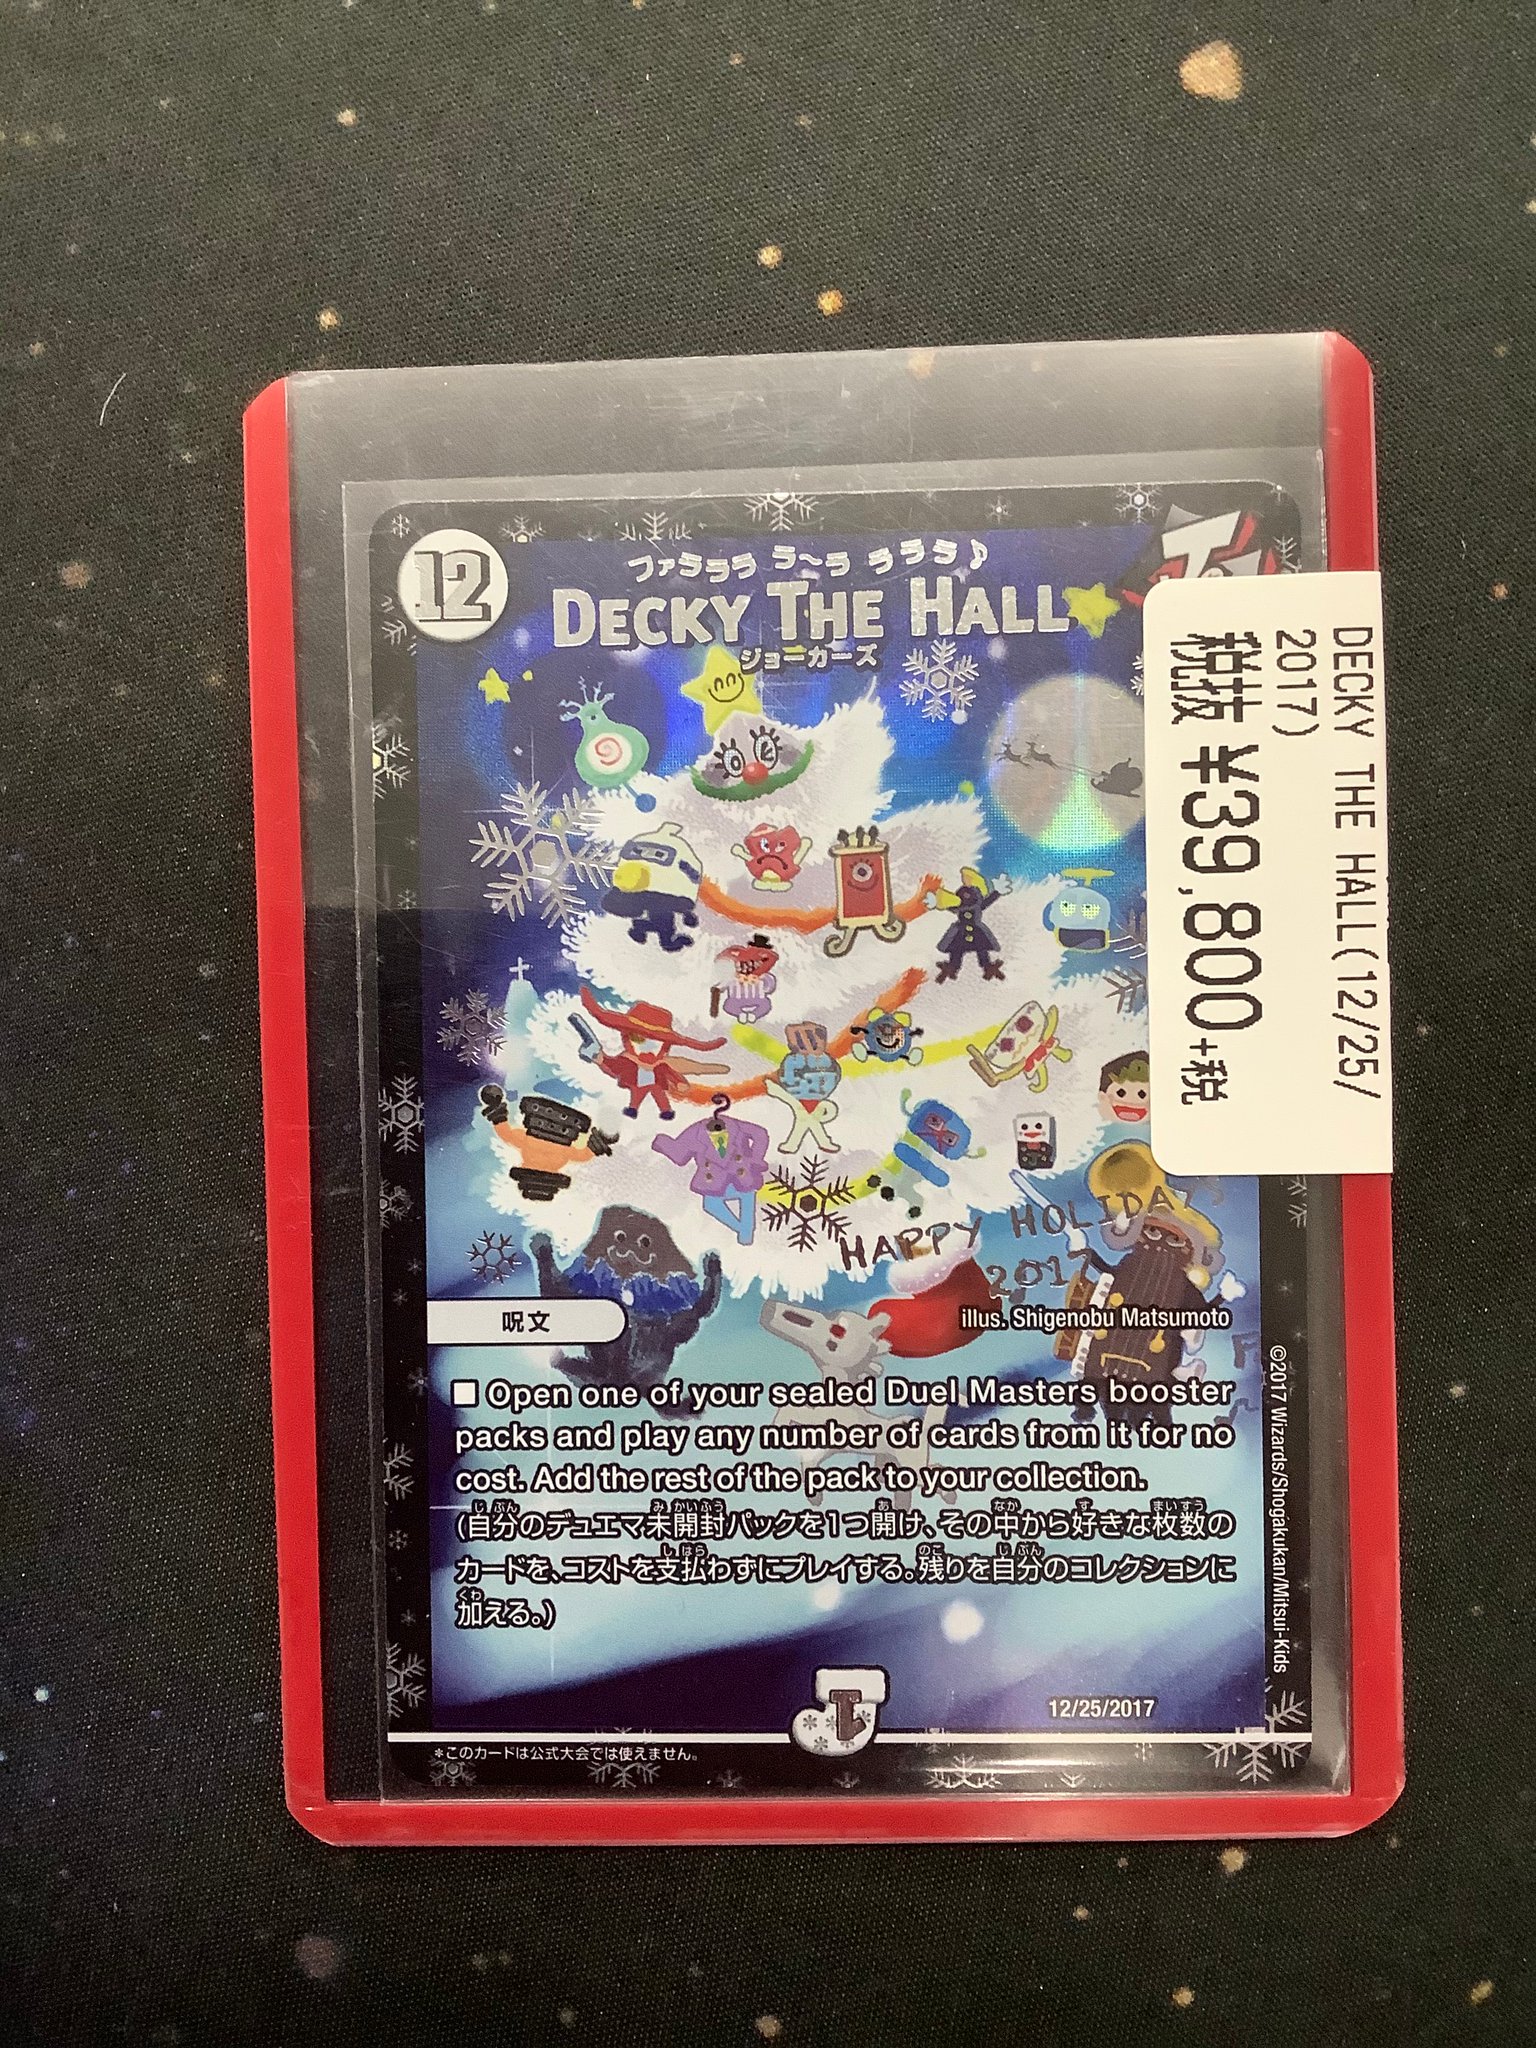 12
ファラララ ラ～ラ ラララ♪
DECKY THE HALL
ジョーカーズ
DECKY THE HALL(12/25/
2017)
税抜 ¥39,800+税
HAPPY HOLIDA
2017
呪文
illus. Shigenobu Matsumoto
■ Open one of your sealed Duel Masters booster
packs and play any number of cards from it for no
cost. Add the rest of the pack to your collection.
(自分のデュエマ未開封パックを1つ開け、その中から好きな枚数の
カードを、コストを支払わずにプレイする。残りを自分のコレクションに
加える。)
©2017 Wizards/Shogakukan/Mitsui-Kids
12/25/2017
1
＊このカードは公式大会では使えません。